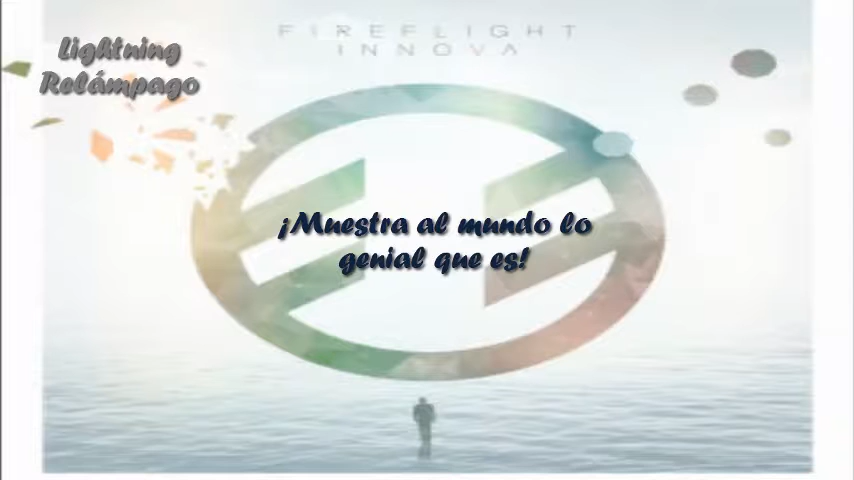 FIREFLIGHT
INNOVA
Lightning
Relámpago
¡Muestra al mundo lo
genial que es!